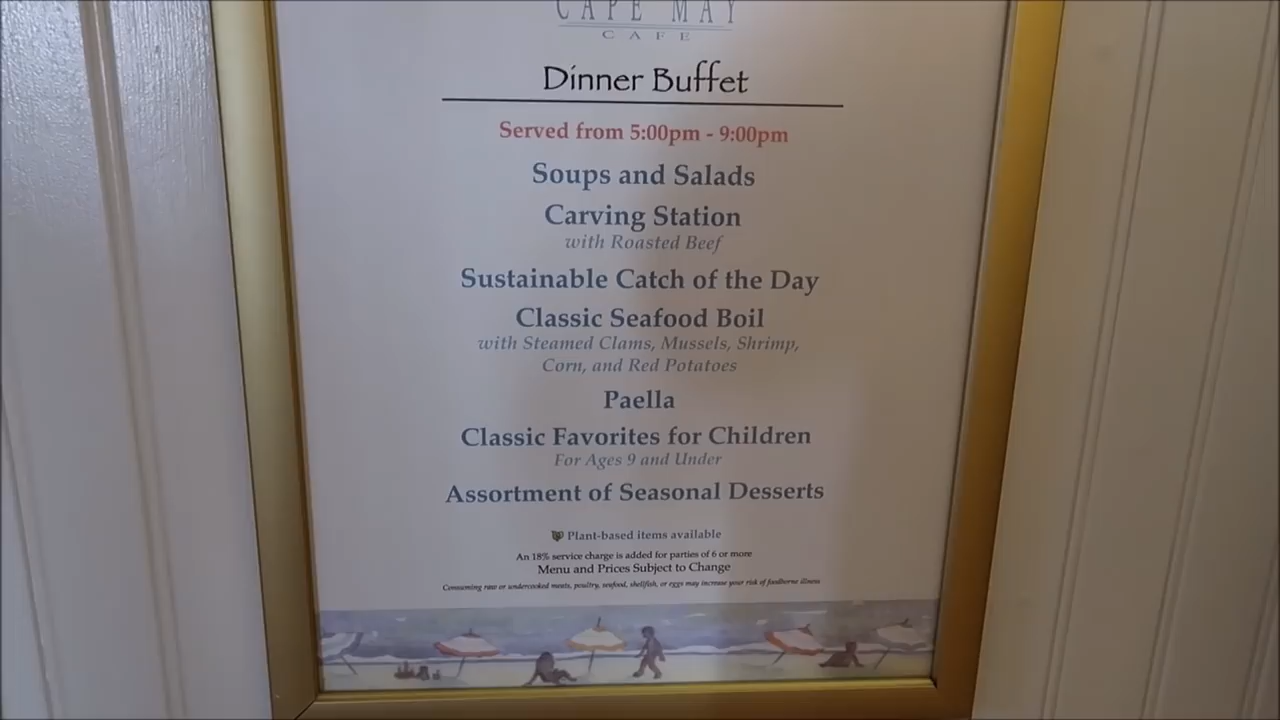 CAPE MAY
CAFE
Dinner Buffet
Served from 5:00pm - 9:00pm
Soups and Salads
Carving Station
with Roasted Beef
Sustainable Catch of the Day
Classic Seafood Boil
with Steamed Clams, Mussels, Shrimp,
Corn, and Red Potatoes
Paella
Classic Favorites for Children
For Ages 9 and Under
Assortment of Seasonal Desserts
Plant-based items available
An 18% service charge is added for parties of 6 or more
Menu and Prices Subject to Change
Consuming raw or undercooked meats, poultry, seafood, shellfish, or eggs may increase your risk of foodborne illness